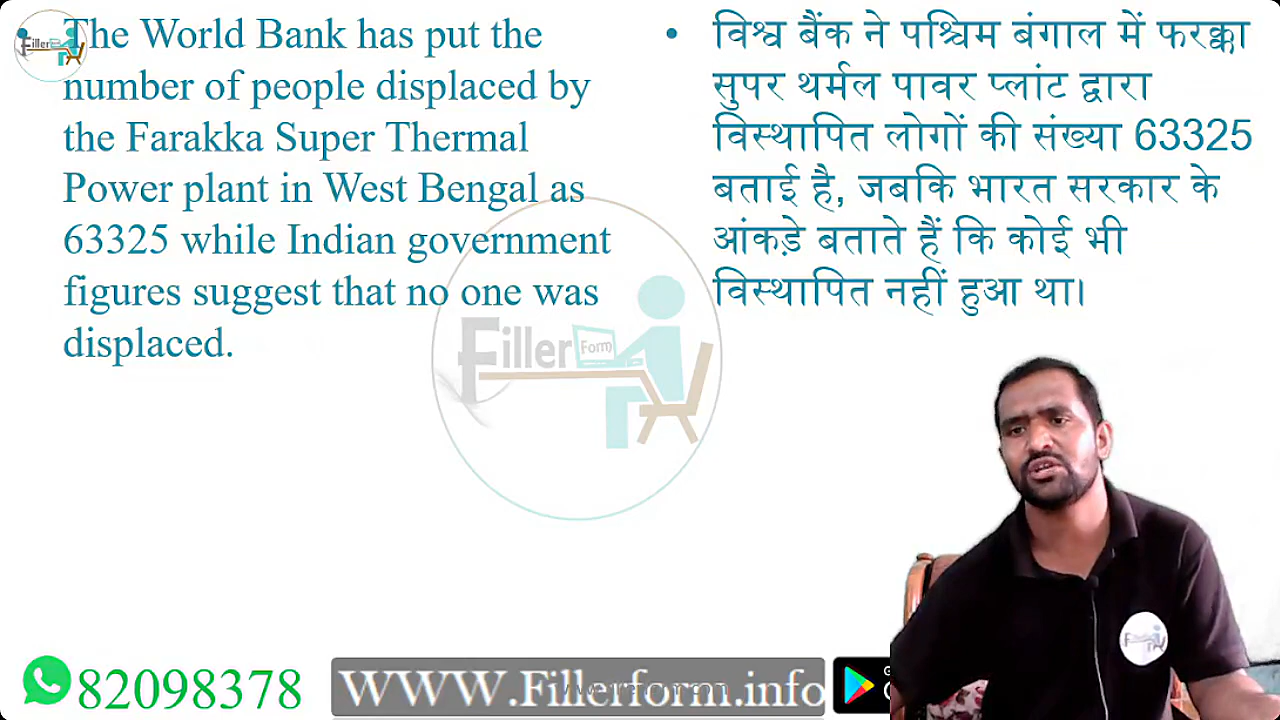 The World Bank has put the
number of people displaced by
the Farakka Super Thermal
Power plant in West Bengal as
63325 while Indian government
figures suggest that no one was
displaced.
• विश्व बैंक ने पश्चिम बंगाल में फरक्का
सुपर थर्मल पावर प्लांट द्वारा
विस्थापित लोगों की संख्या 63325
बताई है, जबकि भारत सरकार के
आंकड़े बताते हैं कि कोई भी
विस्थापित नहीं हुआ था।
Filler Form
82098378
www.Fillerform.info